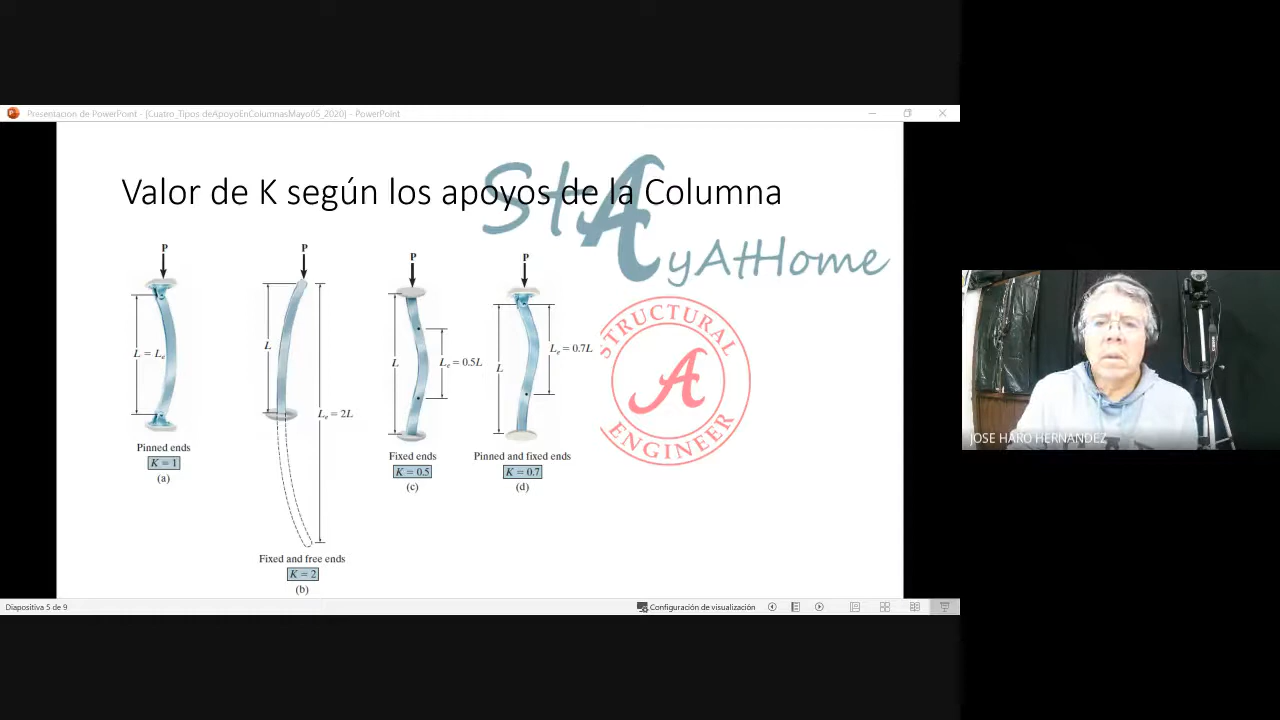 Presentación de PowerPoint - [Cuatro_Tipos deApoyoEnColumnasMayo05_2020] - PowerPoint
StA
yAtHome
Valor de K según los apoyos de la Columna
P
L = Le
Pinned ends
K = 1
(a)
P
L
Le = 2L
Fixed and free ends
K = 2
(b)
P
L
Le = 0.5L
Fixed ends
K = 0.5
(c)
P
L
Le = 0.7L
Pinned and fixed ends
K = 0.7
(d)
STRUCTURAL
A
ENGINEER
JOSE HARO HERNANDEZ
Diapositiva 5 de 9
Configuración de visualización